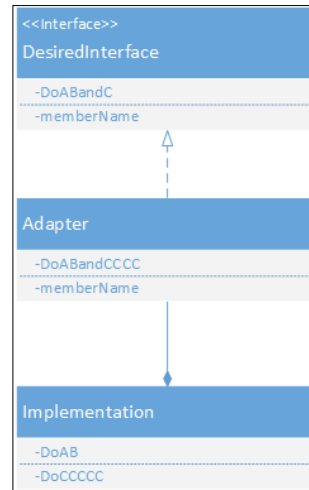 <<Interface>>
DesiredInterface
-DoABandC
-memberName
Adapter
-DoABandCCCC
-memberName
Implementation
-DoAB
-DoCCCCC